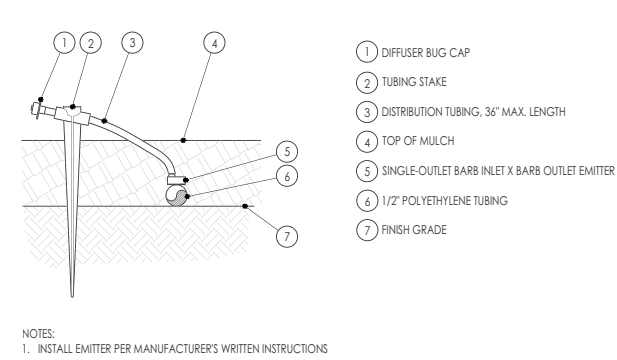 1 2 3 4
5
6
7
1 DIFFUSER BUG CAP
2 TUBING STAKE
3 DISTRIBUTION TUBING, 36" MAX. LENGTH
4 TOP OF MULCH
5 SINGLE-OUTLET BARB INLET X BARB OUTLET EMITTER
6 1/2" POLYETHYLENE TUBING
7 FINISH GRADE
NOTES:
1. INSTALL EMITTER PER MANUFACTURER'S WRITTEN INSTRUCTIONS